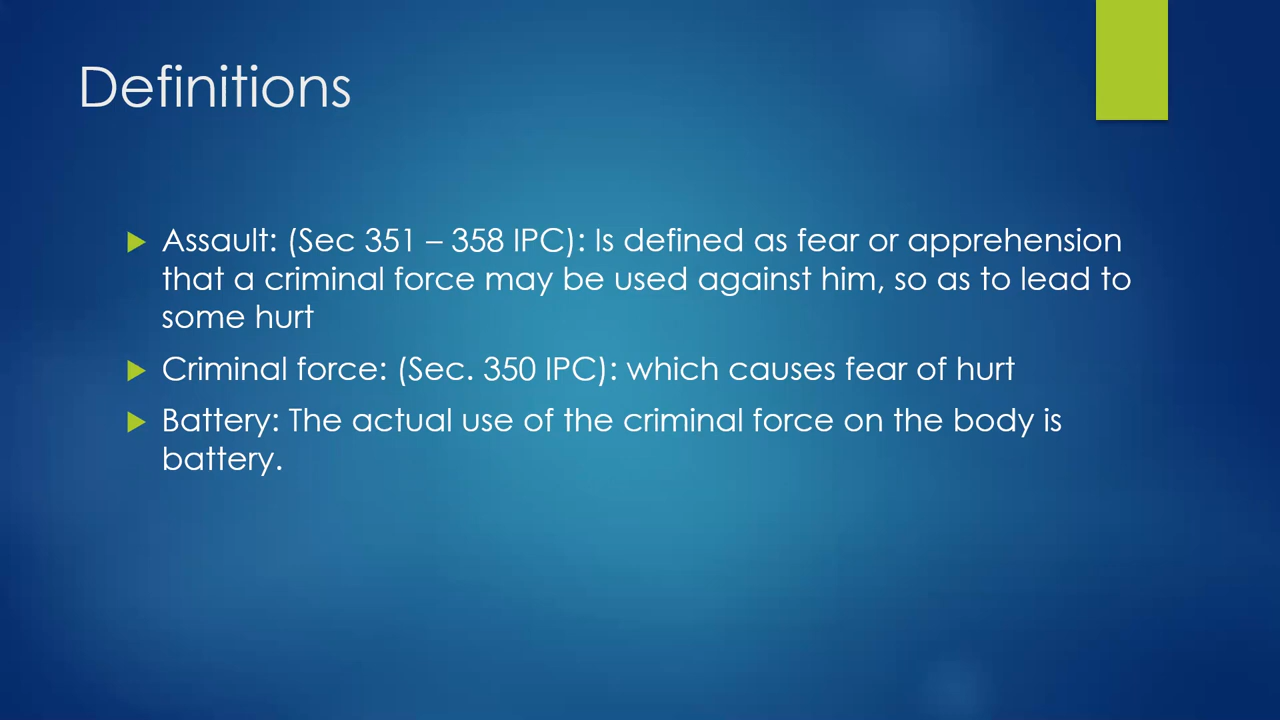 Definitions
Assault: (Sec 351 – 358 IPC): Is defined as fear or apprehension
that a criminal force may be used against him, so as to lead to
some hurt
Criminal force: (Sec. 350 IPC): which causes fear of hurt
Battery: The actual use of the criminal force on the body is
battery.